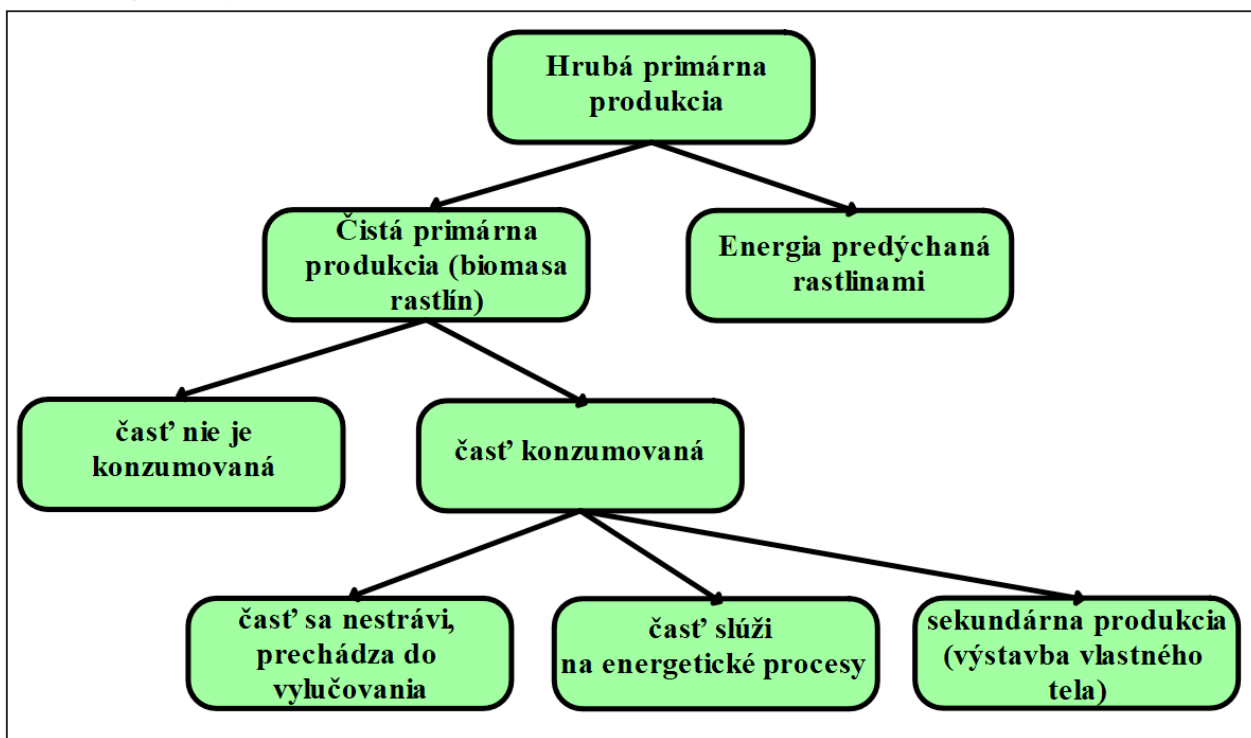 Hrubá primárna
produkcia
Čistá primárna
produkcia (biomasa
rastlín)
Energia predýchaná
rastlinami
časť nie je
konzumovaná
časť konzumovaná
časť sa nestrávi,
prechádza do
vylučovania
časť slúži
na energetické procesy
sekundárna produkcia
(výstavba vlastného
tela)